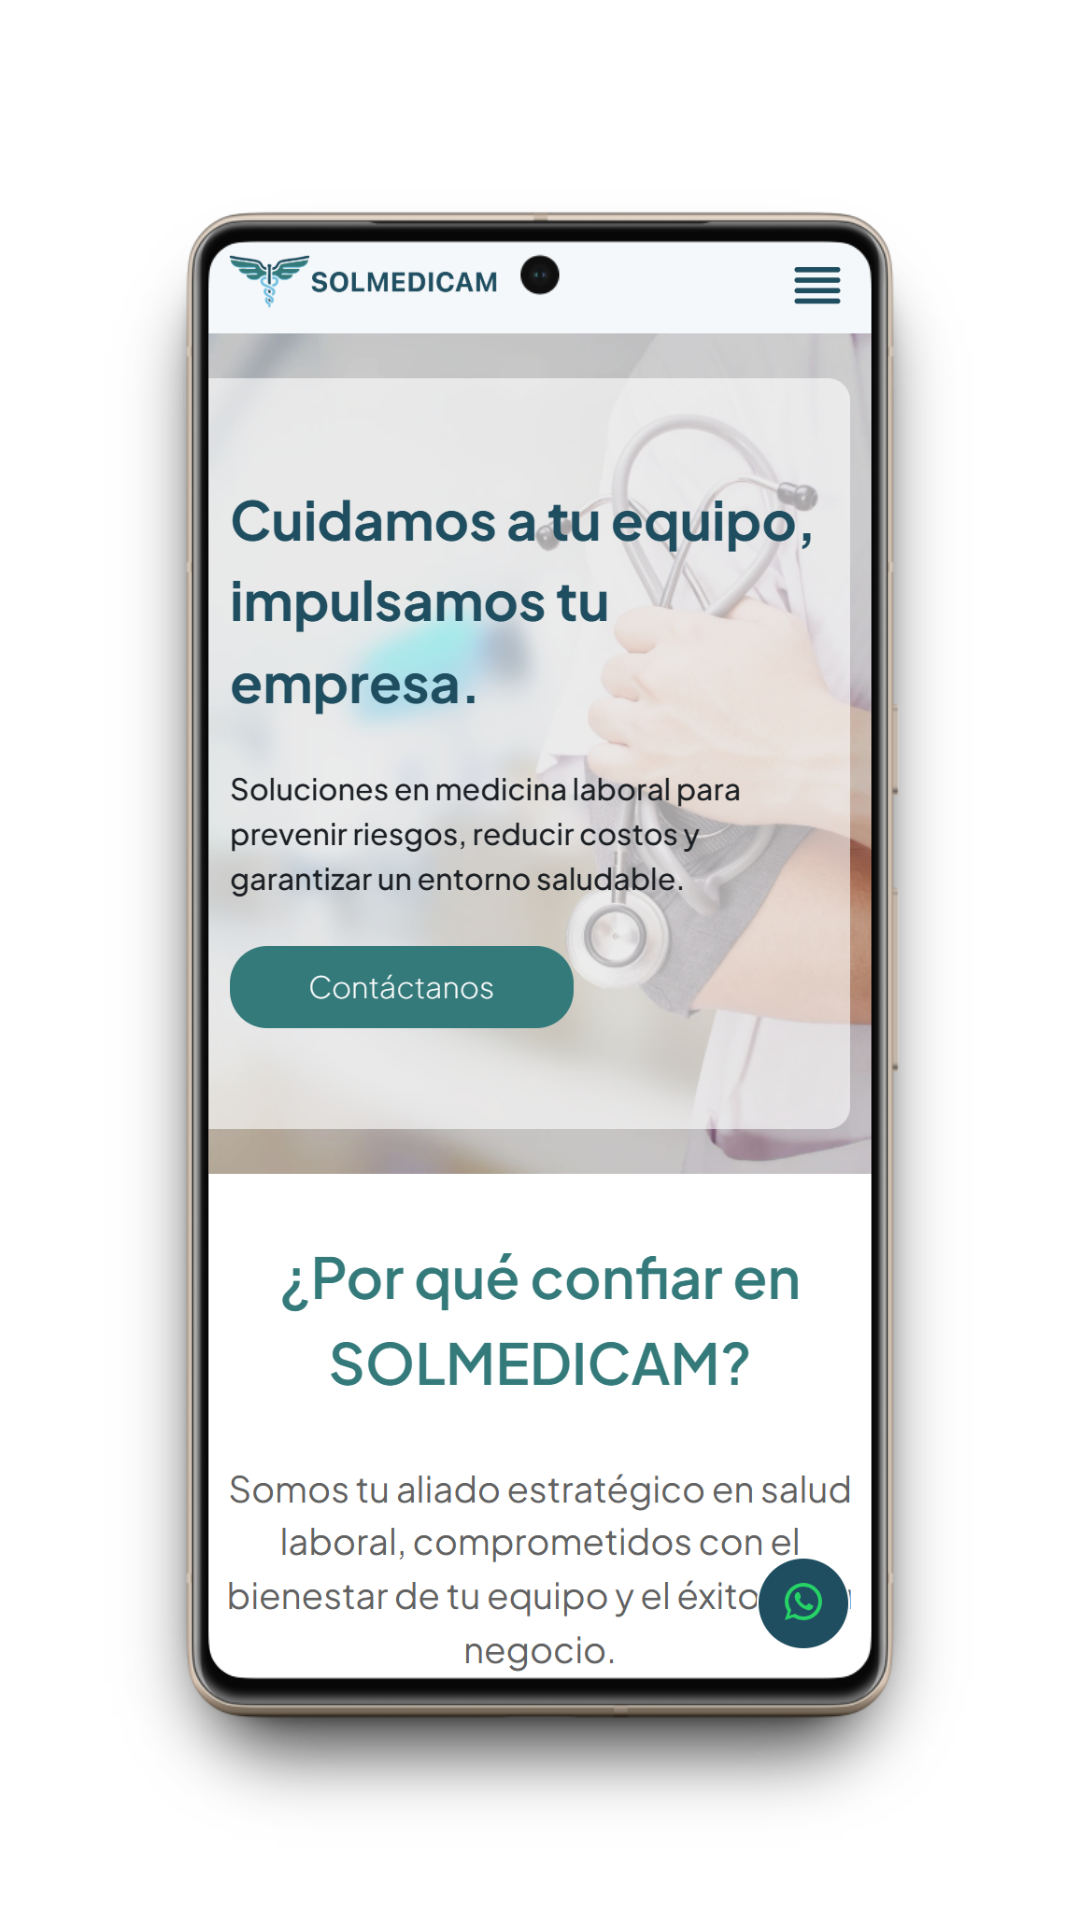 SOLMEDICAM
Cuidamos a tu equipo,
impulsamos tu
empresa.
Soluciones en medicina laboral para
prevenir riesgos, reducir costos y
garantizar un entorno saludable.
Contáctanos
¿Por qué confiar en
SOLMEDICAM?
Somos tu aliado estratégico en salud
laboral, comprometidos con el
bienestar de tu equipo y el éxito
negocio.